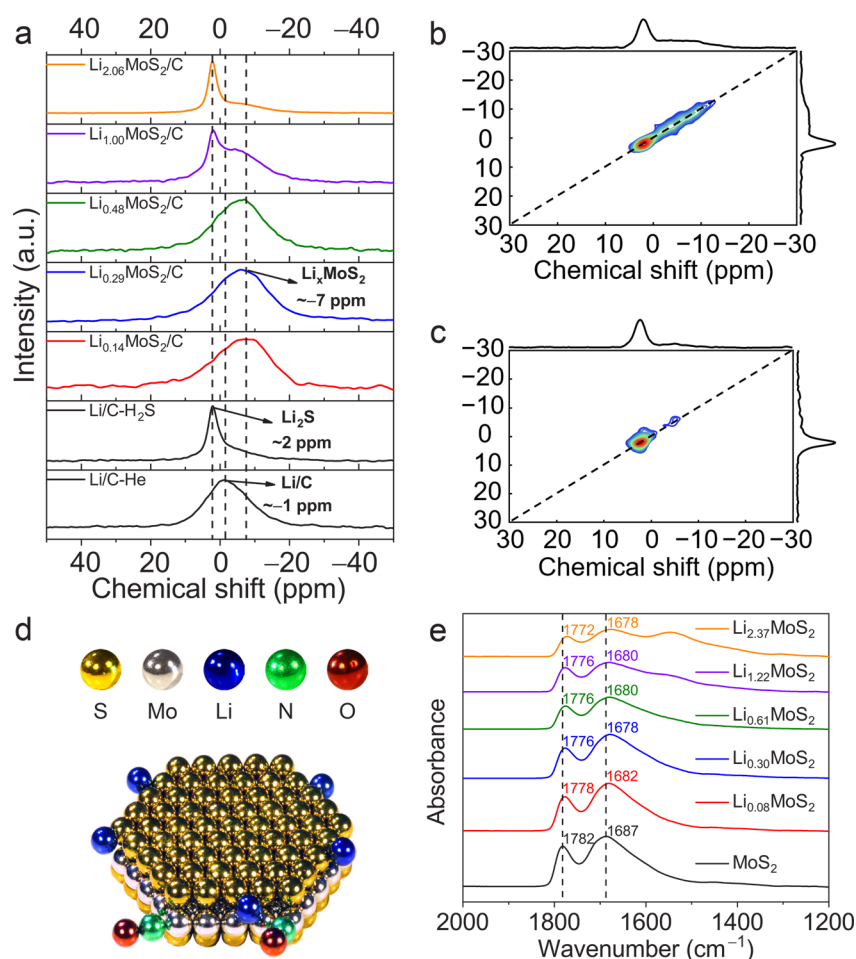 a
50 0 −50
Li2.06MoS2/C
Li1.00MoS2/C
Li0.48MoS2/C
Li0.29MoS2/C
LixMoS2
~−7 ppm
Li0.14MoS2/C
Li/C-H2S
Li2S
~2 ppm
Li/C-He
Li/C
~−1 ppm
Intensity (a.u.)
50 40 20 0 −20 −40
Chemical shift (ppm)
b
−30
−20
−10
0
10
20
30
30 20 10 0 −10 −20 −30
Chemical shift (ppm)
c
−30
−20
−10
0
10
20
30
30 20 10 0 −10 −20 −30
Chemical shift (ppm)
d
S Mo Li N O
e
1772 1678 Li2.37MoS2
1776 1680 Li1.22MoS2
1776 1680 Li0.61MoS2
1776 1678 Li0.30MoS2
1778 1682 Li0.08MoS2
1782 1687 MoS2
Absorbance
2000 1800 1600 1400 1200
Wavenumber (cm−1)